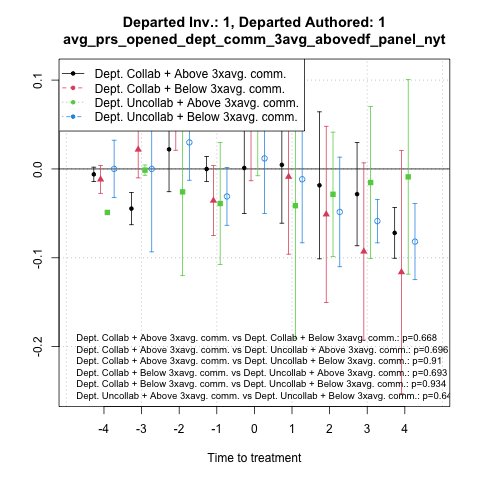 Departed Inv.: 1, Departed Authored: 1
avg_prs_opened_dept_comm_3avg_abovedf_panel_nyt
Dept. Collab + Above 3xavg. comm.
Dept. Collab + Below 3xavg. comm.
Dept. Uncollab + Above 3xavg. comm.
Dept. Uncollab + Below 3xavg. comm.
0.1
0.0
-0.1
-0.2
Dept. Collab + Above 3xavg. comm. vs Dept. Collab + Below 3xavg. comm.: p=0.668
Dept. Collab + Above 3xavg. comm. vs Dept. Uncollab + Above 3xavg. comm.: p=0.696
Dept. Collab + Above 3xavg. comm. vs Dept. Uncollab + Below 3xavg. comm.: p=0.91
Dept. Collab + Below 3xavg. comm. vs Dept. Uncollab + Above 3xavg. comm.: p=0.693
Dept. Collab + Below 3xavg. comm. vs Dept. Uncollab + Below 3xavg. comm.: p=0.934
Dept. Uncollab + Above 3xavg. comm. vs Dept. Uncollab + Below 3xavg. comm.:
-4 -3 -2 -1 0 1 2 3 4
Time to treatment